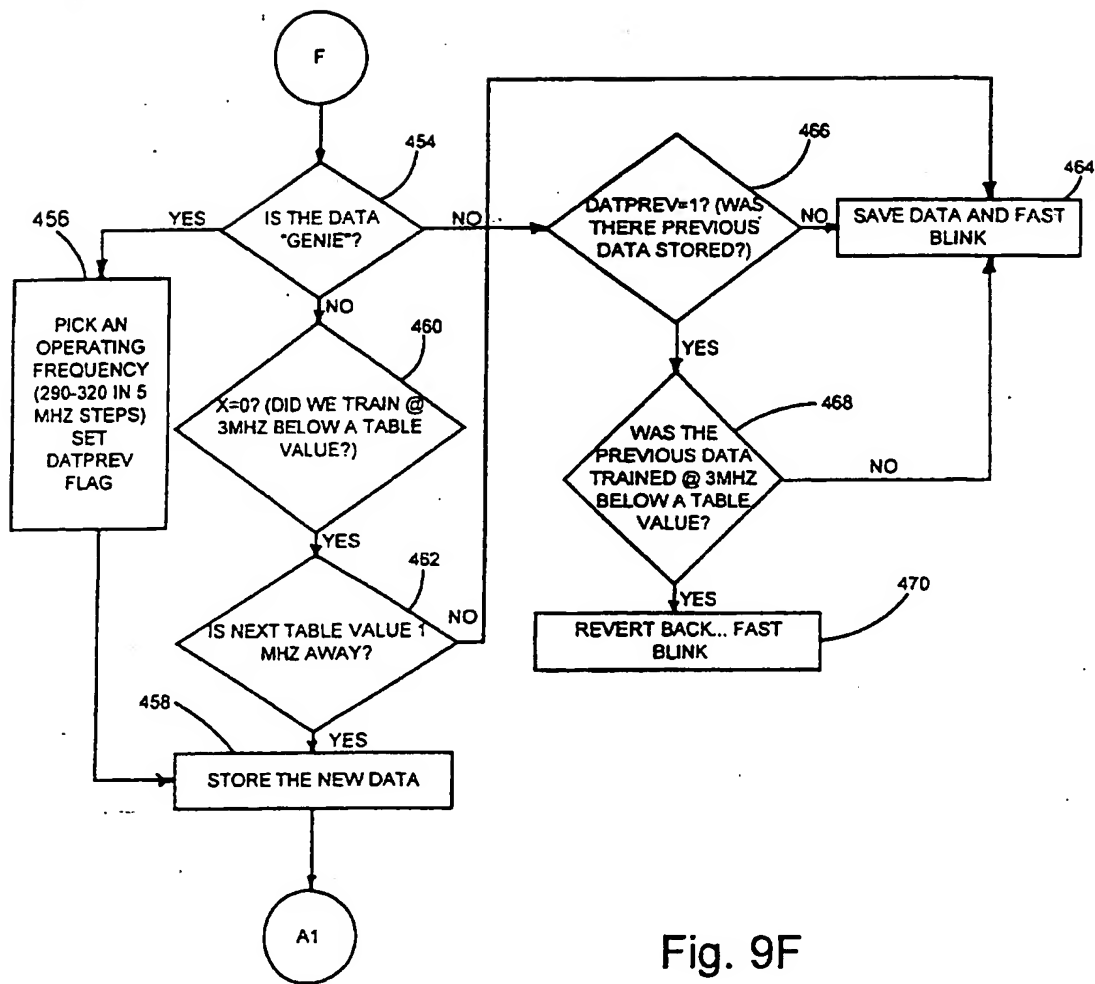 F
454
IS THE DATA
"GENIE"?
YES
NO
NO
456
PICK AN
OPERATING
FREQUENCY
(290-320 IN 5
MHZ STEPS)
SET
DATPREV
FLAG
460
X=0? (DID WE TRAIN @
3MHZ BELOW A TABLE
VALUE?)
YES
462
IS NEXT TABLE VALUE 1
MHZ AWAY?
NO
YES
458
STORE THE NEW DATA
A1
466
DATPREV=1? (WAS
THERE PREVIOUS
DATA STORED?)
NO
YES
464
SAVE DATA AND FAST
BLINK
468
WAS THE
PREVIOUS DATA
TRAINED @ 3MHZ
BELOW A TABLE
VALUE?
NO
YES
470
REVERT BACK... FAST
BLINK
Fig. 9F